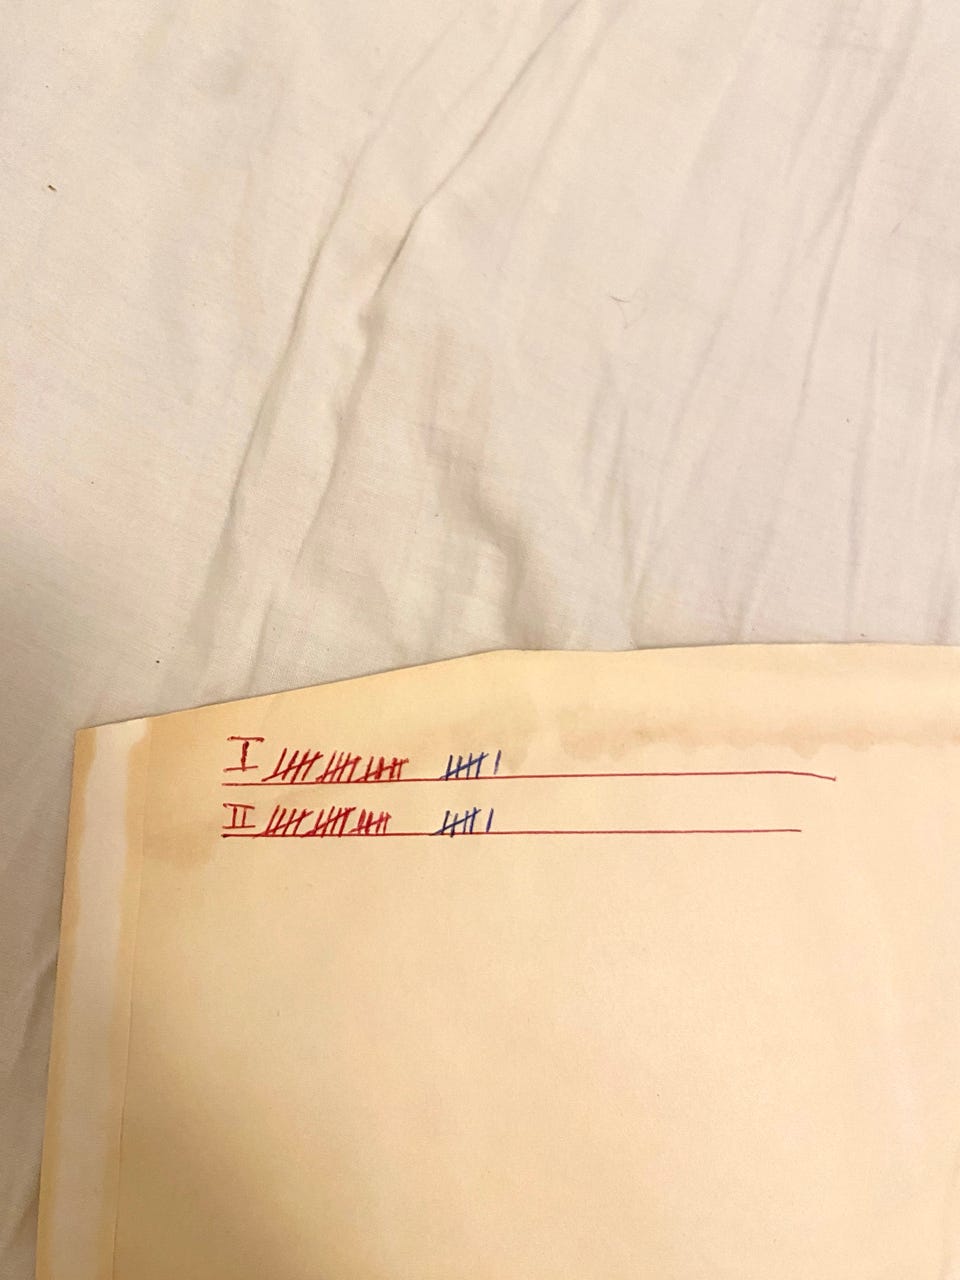 I 𝍸 𝍸 𝍸 𝍸 |
II 𝍸 𝍸 𝍸 𝍸 |